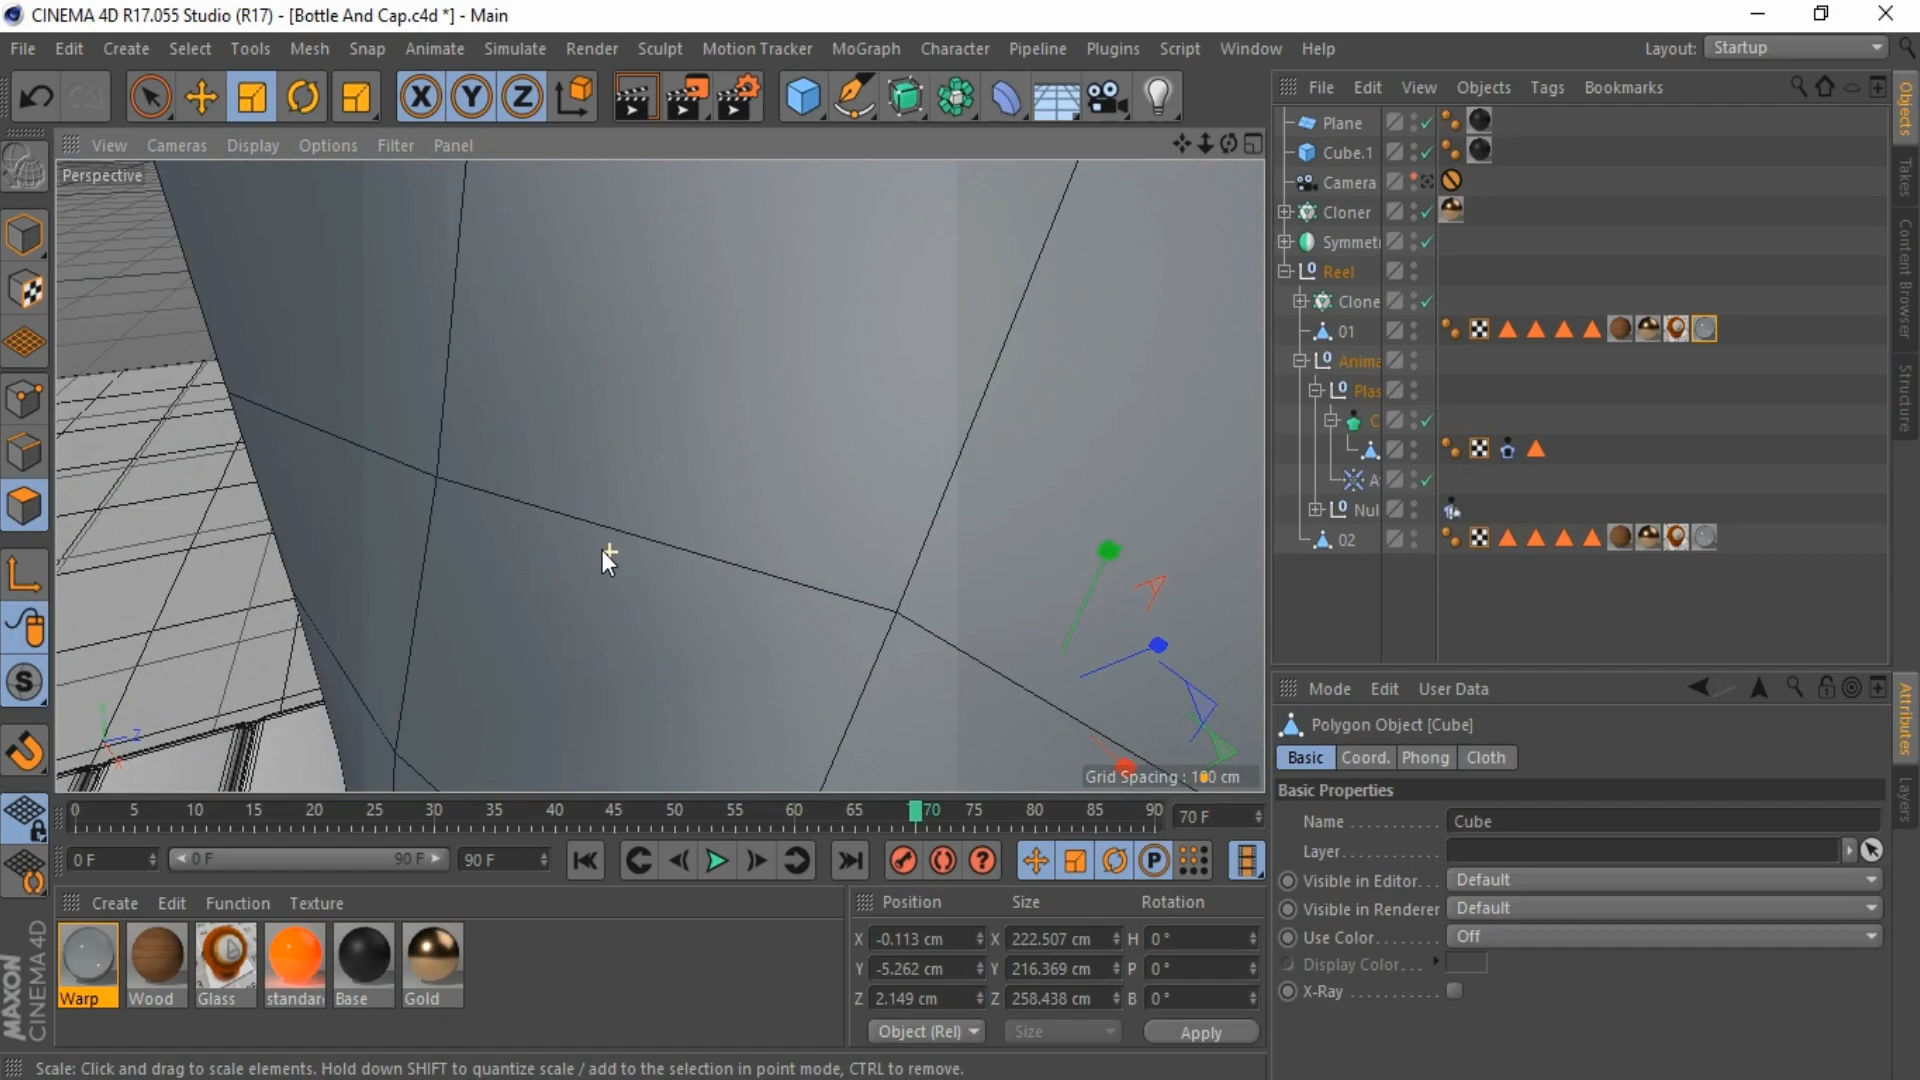 CINEMA 4D R17.055 Studio (R17) - [Bottle And Cap.c4d *] - Main
File Edit Create Select Tools Mesh Snap Animate Simulate Render Sculpt Motion Tracker MoGraph Character Pipeline Plugins Script Window Help Layout: Startup
X Y Z
File Edit View Objects Tags Bookmarks
View Cameras Display Options Filter Panel
Perspective
Plane
Cube.1
Camera
Cloner
Symmet
Reel
Clone
01
Anima
Plas
C
A
Nul
02
Objects
Takes
Content Browser
Structure
Z
X
Grid Spacing : 100 cm
0 5 10 15 20 25 30 35 40 45 50 55 60 65 70 75 80 85 90 70 F
0 F 0 F 90 F 90 F
P
Create Edit Function Texture
Warp Wood Glass standar Base Gold
MAXON
CINEMA 4D
Position Size Rotation
X -0.113 cm X 222.507 cm H 0 °
Y -5.262 cm Y 216.369 cm P 0 °
Z 2.149 cm Z 258.438 cm B 0 °
Object (Rel) Size Apply
Mode Edit User Data
Polygon Object [Cube]
Basic Coord. Phong Cloth
Basic Properties
Name Cube
Layer
Visible in Editor Default
Visible in Renderer Default
Use Color Off
Display Color
X-Ray
Attributes
Layers
Scale: Click and drag to scale elements. Hold down SHIFT to quantize scale / add to the selection in point mode, CTRL to remove.